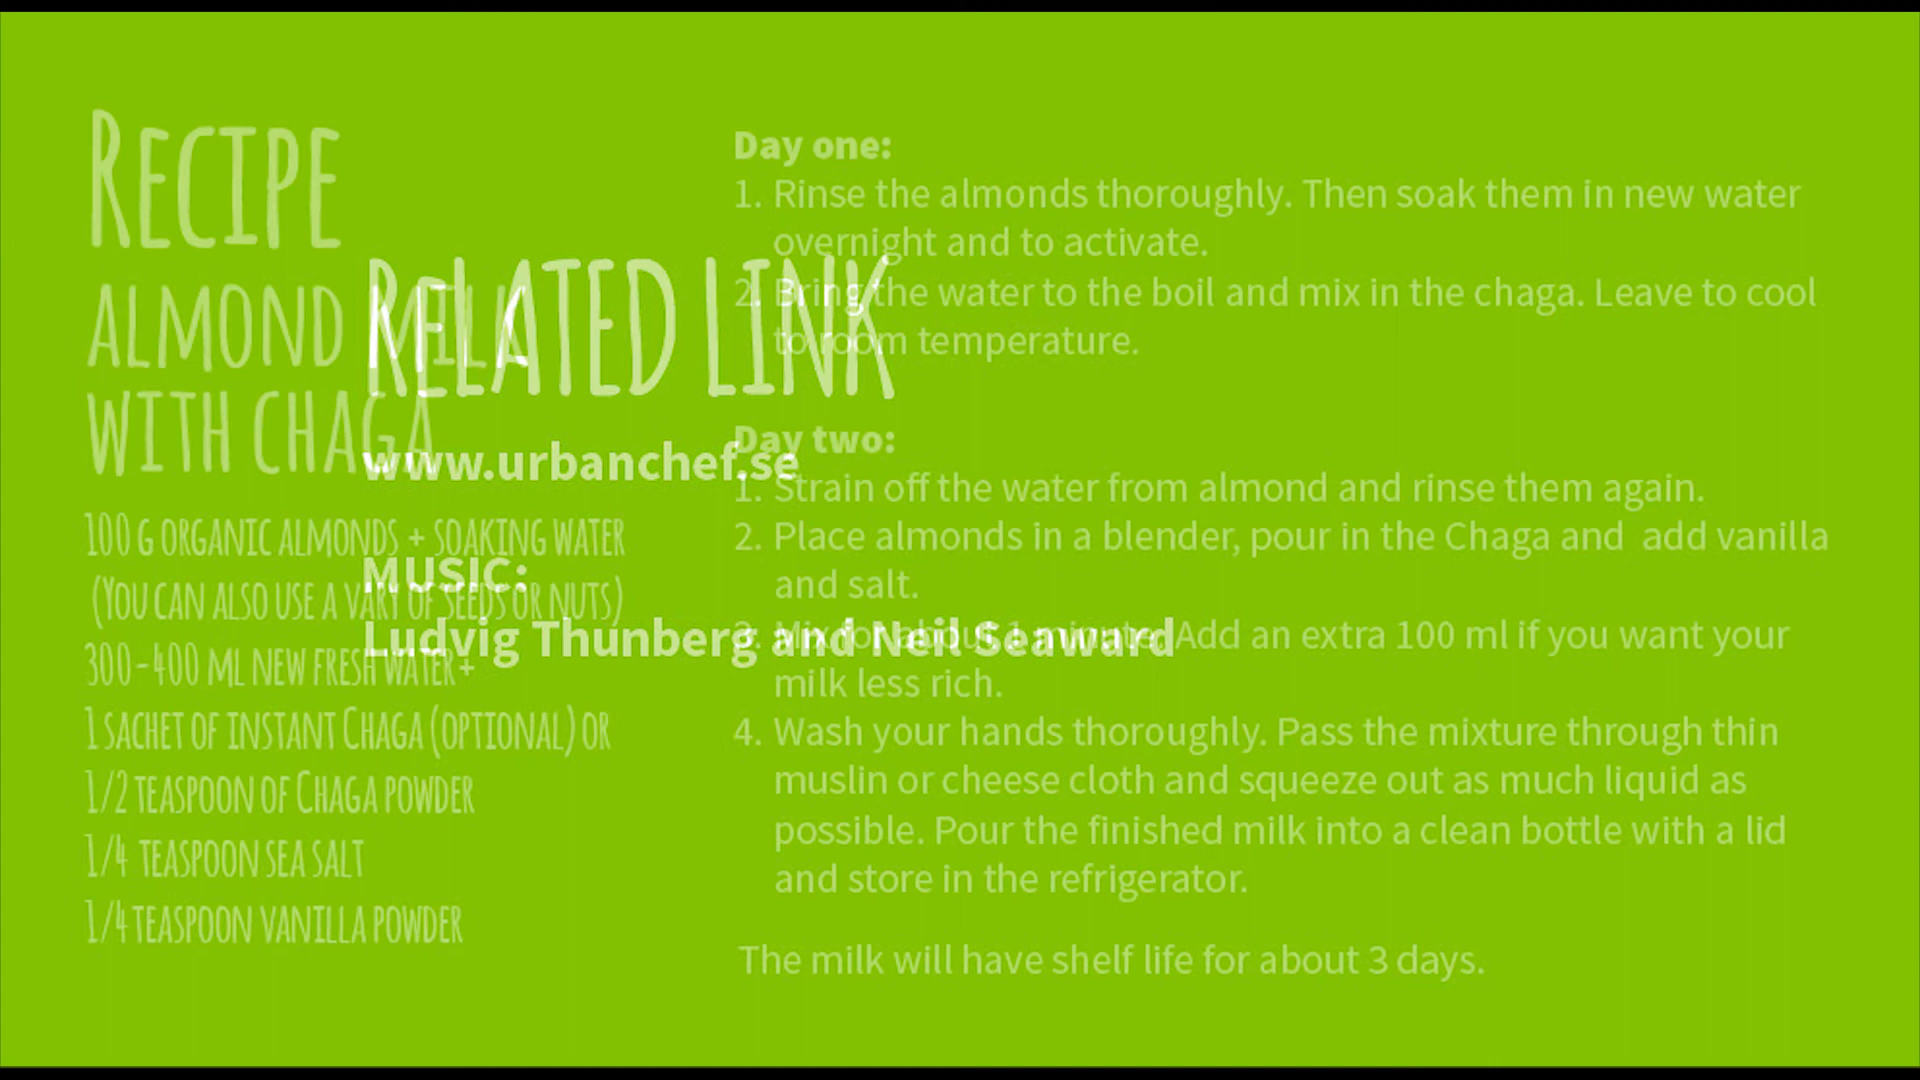 Recipe
almond milk
with chaga
100 g organic almonds + soaking water
(You can also use a vary of seeds or nuts)
300-400 ml new fresh water+
1 sachet of instant Chaga (optional) or
1/2 teaspoon of Chaga powder
1/4 teaspoon sea salt
1/4 teaspoon vanilla powder
Day one:
1. Rinse the almonds thoroughly. Then soak them in new water
overnight and to activate.
2. Bring the water to the boil and mix in the chaga. Leave to cool
to room temperature.
Day two:
1. Strain off the water from almond and rinse them again.
2. Place almonds in a blender, pour in the Chaga and add vanilla
and salt.
3. Mix for about 1 minute. Add an extra 100 ml if you want your
milk less rich.
4. Wash your hands thoroughly. Pass the mixture through thin
muslin or cheese cloth and squeeze out as much liquid as
possible. Pour the finished milk into a clean bottle with a lid
and store in the refrigerator.
The milk will have shelf life for about 3 days.
RELATED LINK
www.urbanchef.se
MUSIC:
Ludvig Thunberg and Neil Seaward